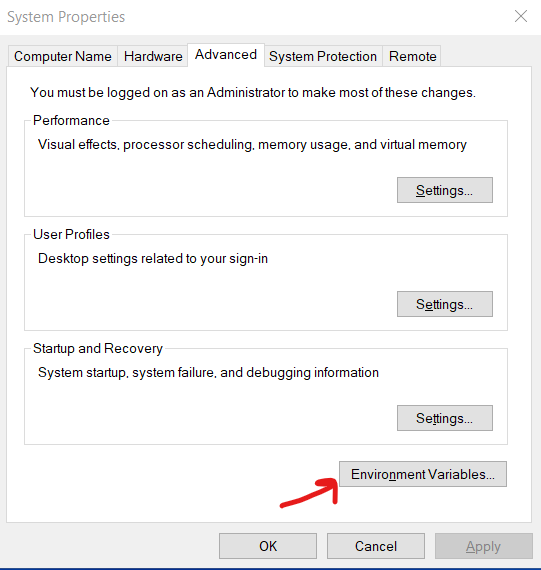 System Properties
Computer Name Hardware Advanced System Protection Remote
You must be logged on as an Administrator to make most of these changes.
Performance
Visual effects, processor scheduling, memory usage, and virtual memory
Settings...
User Profiles
Desktop settings related to your sign-in
Settings...
Startup and Recovery
System startup, system failure, and debugging information
Settings...
Environment Variables...
OK Cancel Apply